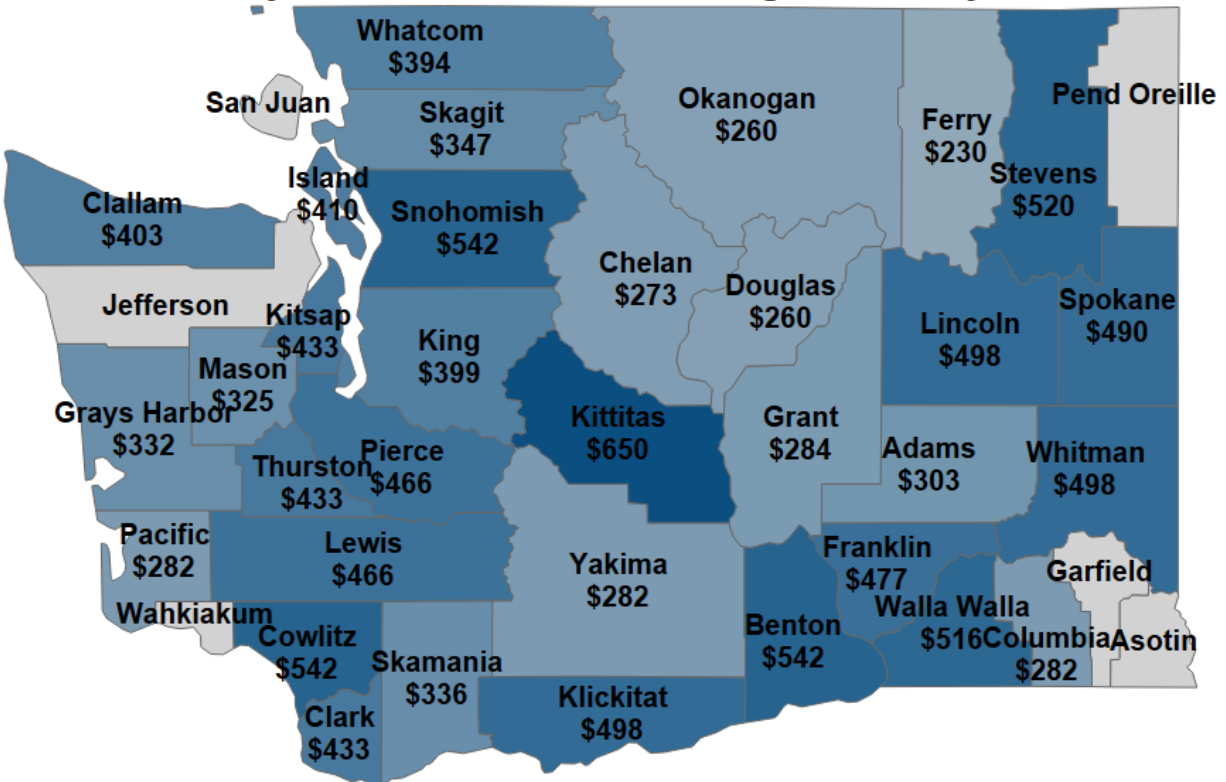 Whatcom
$394
San Juan
Skagit
$347
Okanogan
$260
Ferry
$230
Pend Oreille
Stevens
$520
Island
$410
Clallam
$403
Snohomish
$542
Chelan
$273
Douglas
$260
Jefferson
Kitsap
$433
King
$399
Lincoln
$498
Spokane
$490
Mason
$325
Grays Harbor
$332
Kittitas
$650
Grant
$284
Adams
$303
Whitman
$498
Thurston
$433
Pierce
$466
Pacific
$282
Lewis
$466
Yakima
$282
Franklin
$477
Garfield
Walla Walla
$516
Columbia
$282
Asotin
Wahkiakum
Cowlitz
$542
Skamania
$336
Benton
$542
Clark
$433
Klickitat
$498